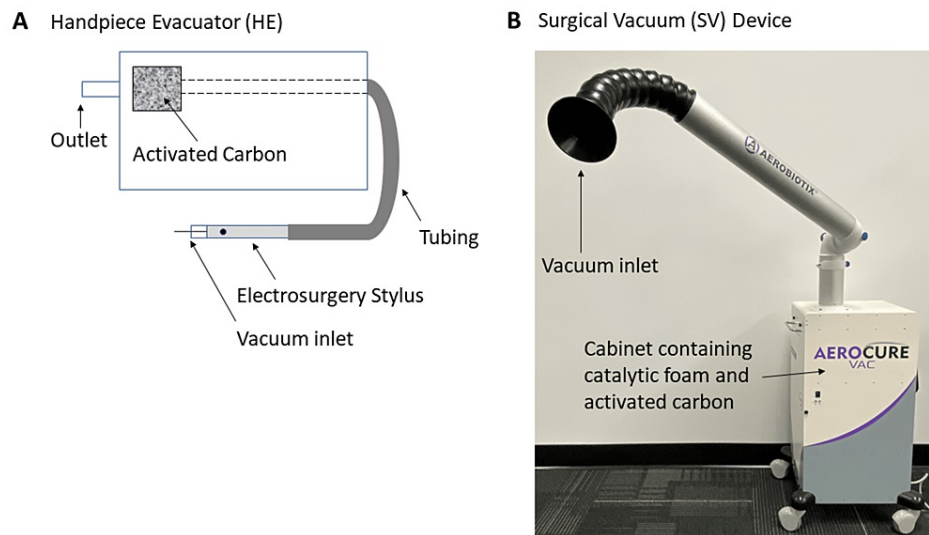 A Handpiece Evacuator (HE)
Outlet
Activated Carbon
Tubing
Electrosurgery Stylus
Vacuum inlet
B Surgical Vacuum (SV) Device
A AEROBIOTIX
Vacuum inlet
Cabinet containing
catalytic foam and
activated carbon
AEROCURE
VAC